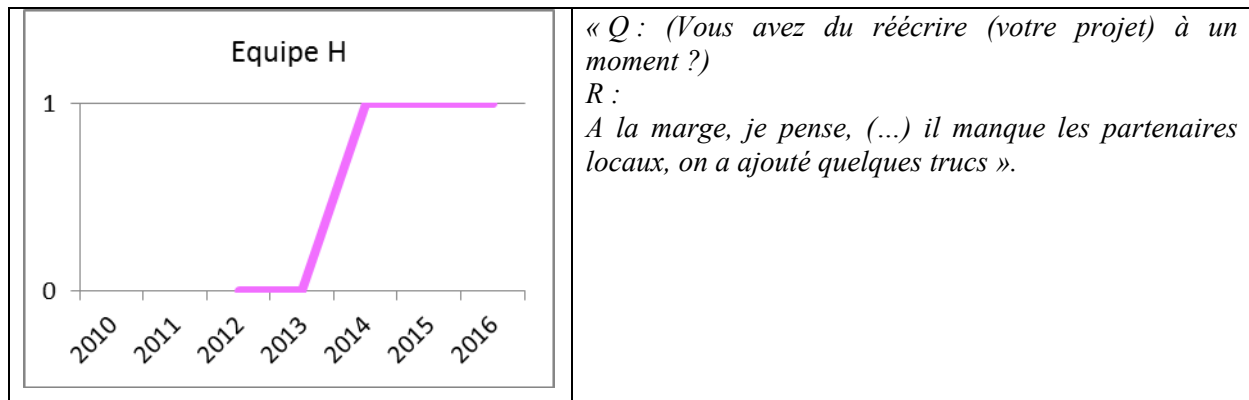 Equipe H
1
0
2010
2011
2012
2013
2014
2015
2016
« Q : (Vous avez du réécrire (votre projet) à un
moment ?)
R :
A la marge, je pense, (…) il manque les partenaires
locaux, on a ajouté quelques trucs ».